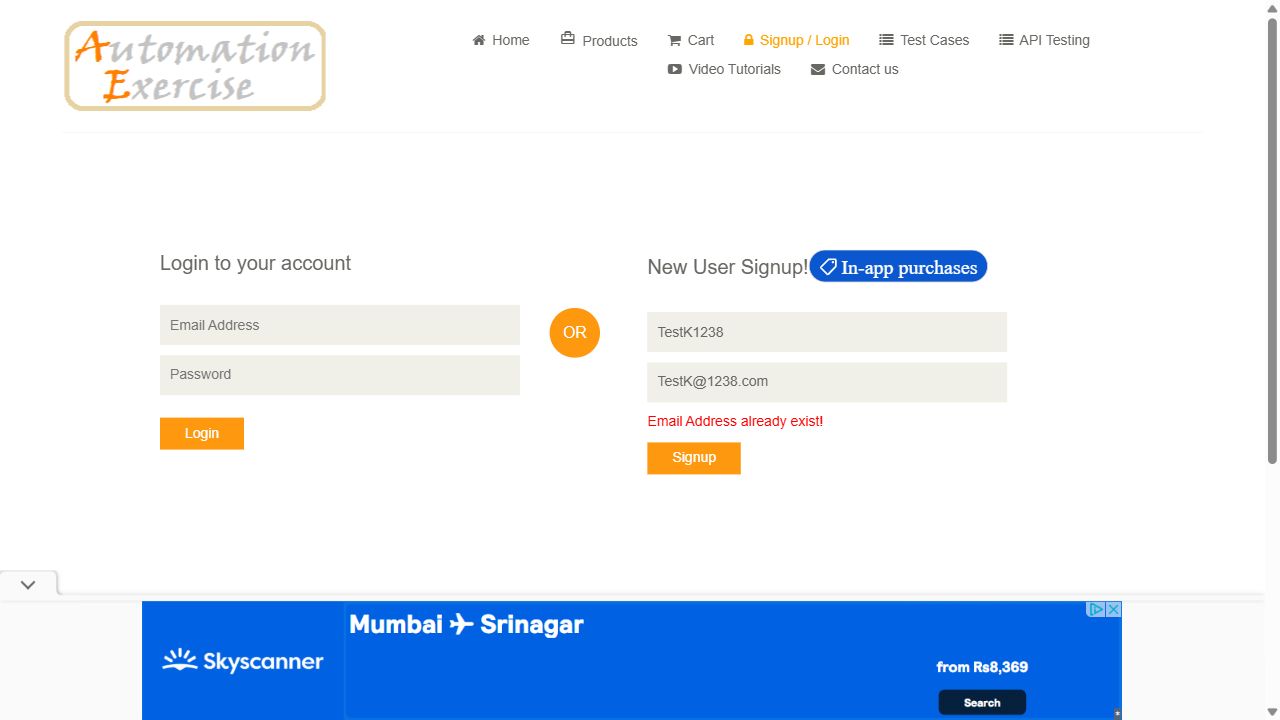 Automation
Exercise
Home
Products
Cart
Signup / Login
Test Cases
API Testing
Video Tutorials
Contact us
Login to your account
Email Address
Password
Login
OR
New User Signup!
In-app purchases
TestK1238
TestK@1238.com
Email Address already exist!
Signup
Skyscanner
Mumbai Srinagar
from Rs8,369
Search